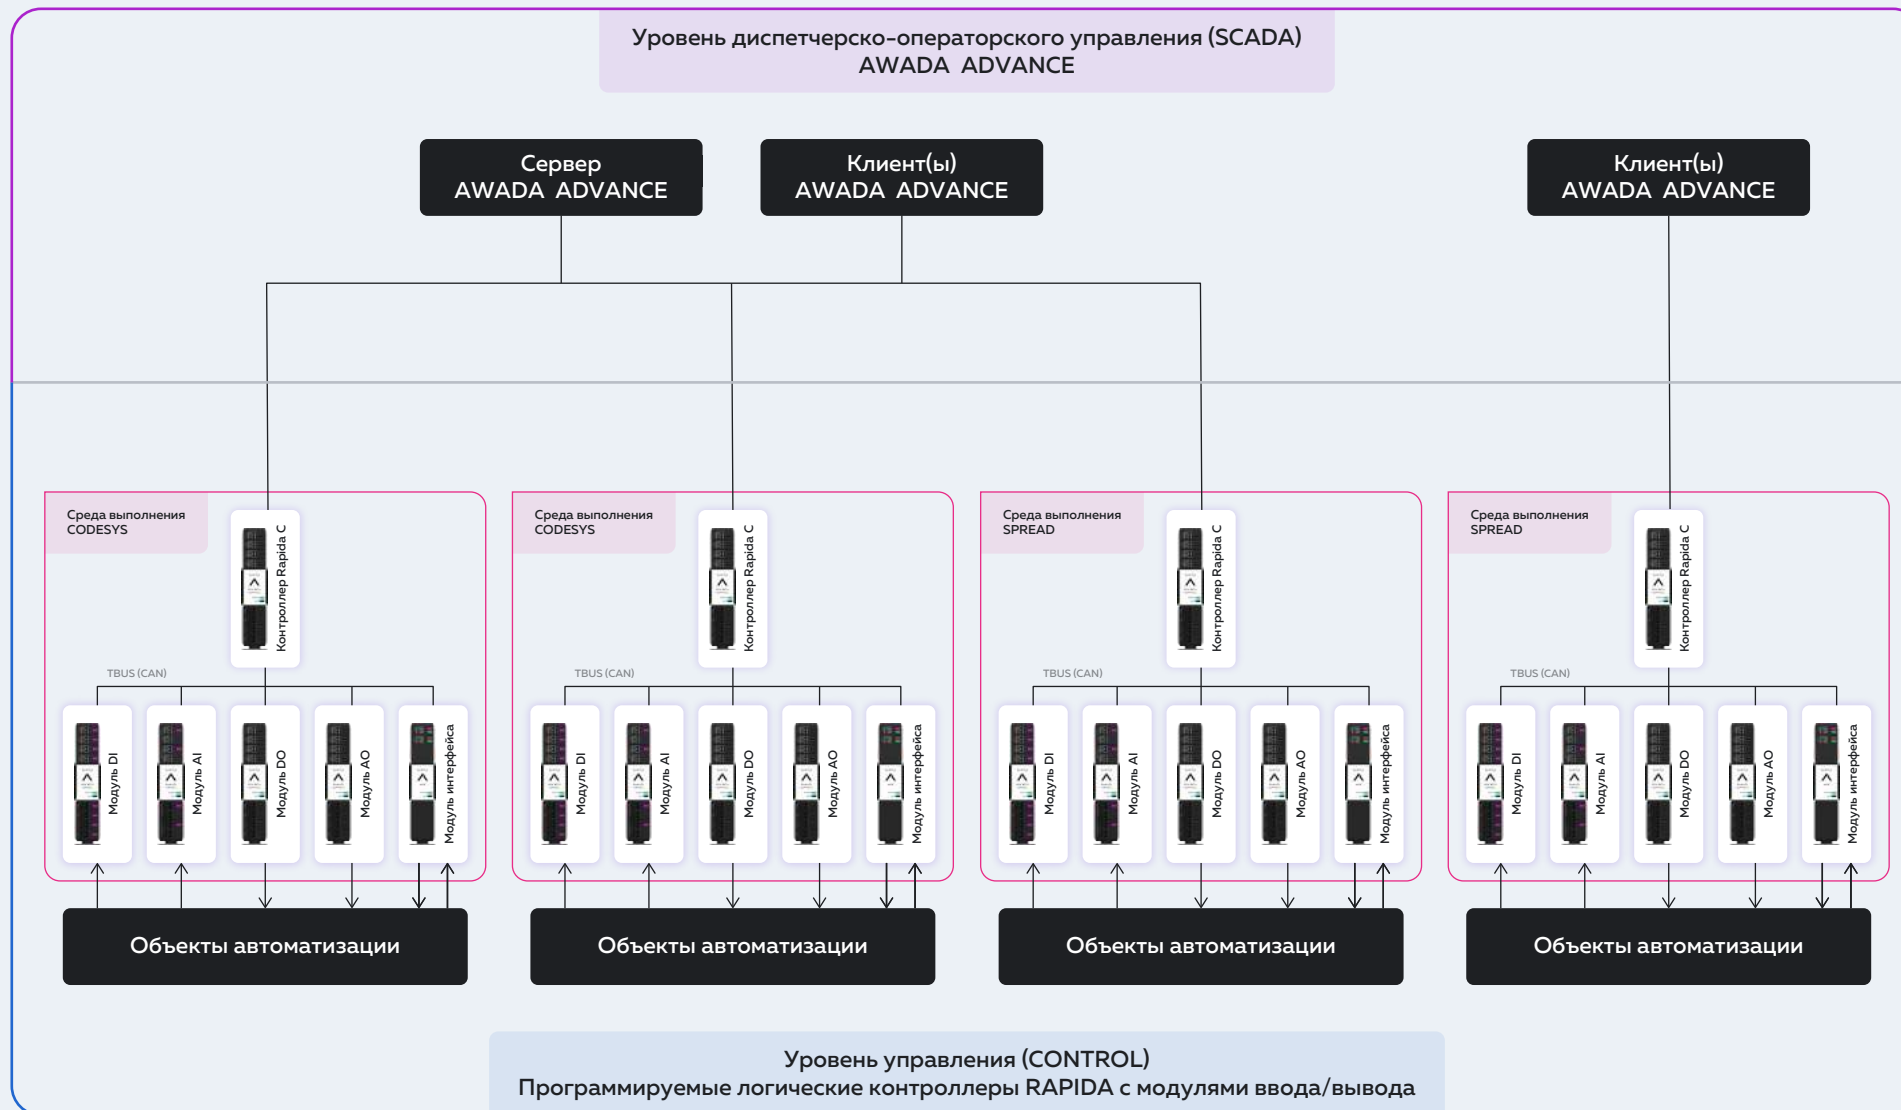 Уровень диспетчерско-операторского управления (SCADA)
AWADA ADVANCE
Сервер
AWADA ADVANCE
Клиент(ы)
AWADA ADVANCE
Клиент(ы)
AWADA ADVANCE
Среда выполнения
CODESYS
Контроллер Rapida C
TBUS (CAN)
Модуль DI
Модуль AI
Модуль DO
Модуль AO
Модуль интерфейса
Объекты автоматизации
Среда выполнения
CODESYS
Контроллер Rapida C
TBUS (CAN)
Модуль DI
Модуль AI
Модуль DO
Модуль AO
Модуль интерфейса
Объекты автоматизации
Среда выполнения
SPREAD
Контроллер Rapida C
TBUS (CAN)
Модуль DI
Модуль AI
Модуль DO
Модуль AO
Модуль интерфейса
Объекты автоматизации
Среда выполнения
SPREAD
Контроллер Rapida C
TBUS (CAN)
Модуль DI
Модуль AI
Модуль DO
Модуль AO
Модуль интерфейса
Объекты автоматизации
Уровень управления (CONTROL)
Программируемые логические контроллеры RAPIDA с модулями ввода/вывода